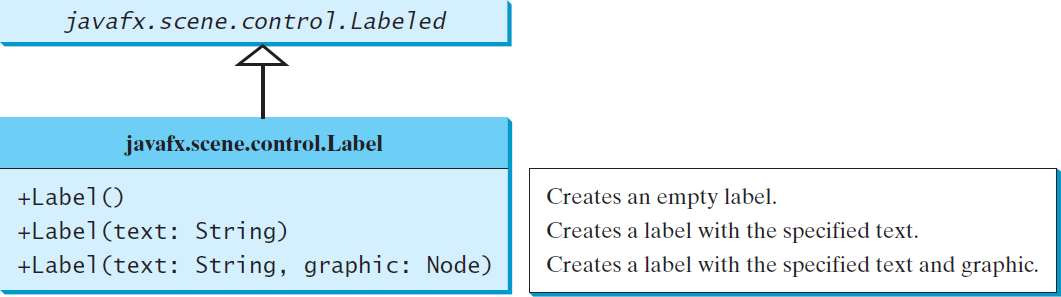 javafx.scene.control.Labeled
javafx.scene.control.Label
+Label()
+Label(text: String)
+Label(text: String, graphic: Node)
Creates an empty label.
Creates a label with the specified text.
Creates a label with the specified text and graphic.